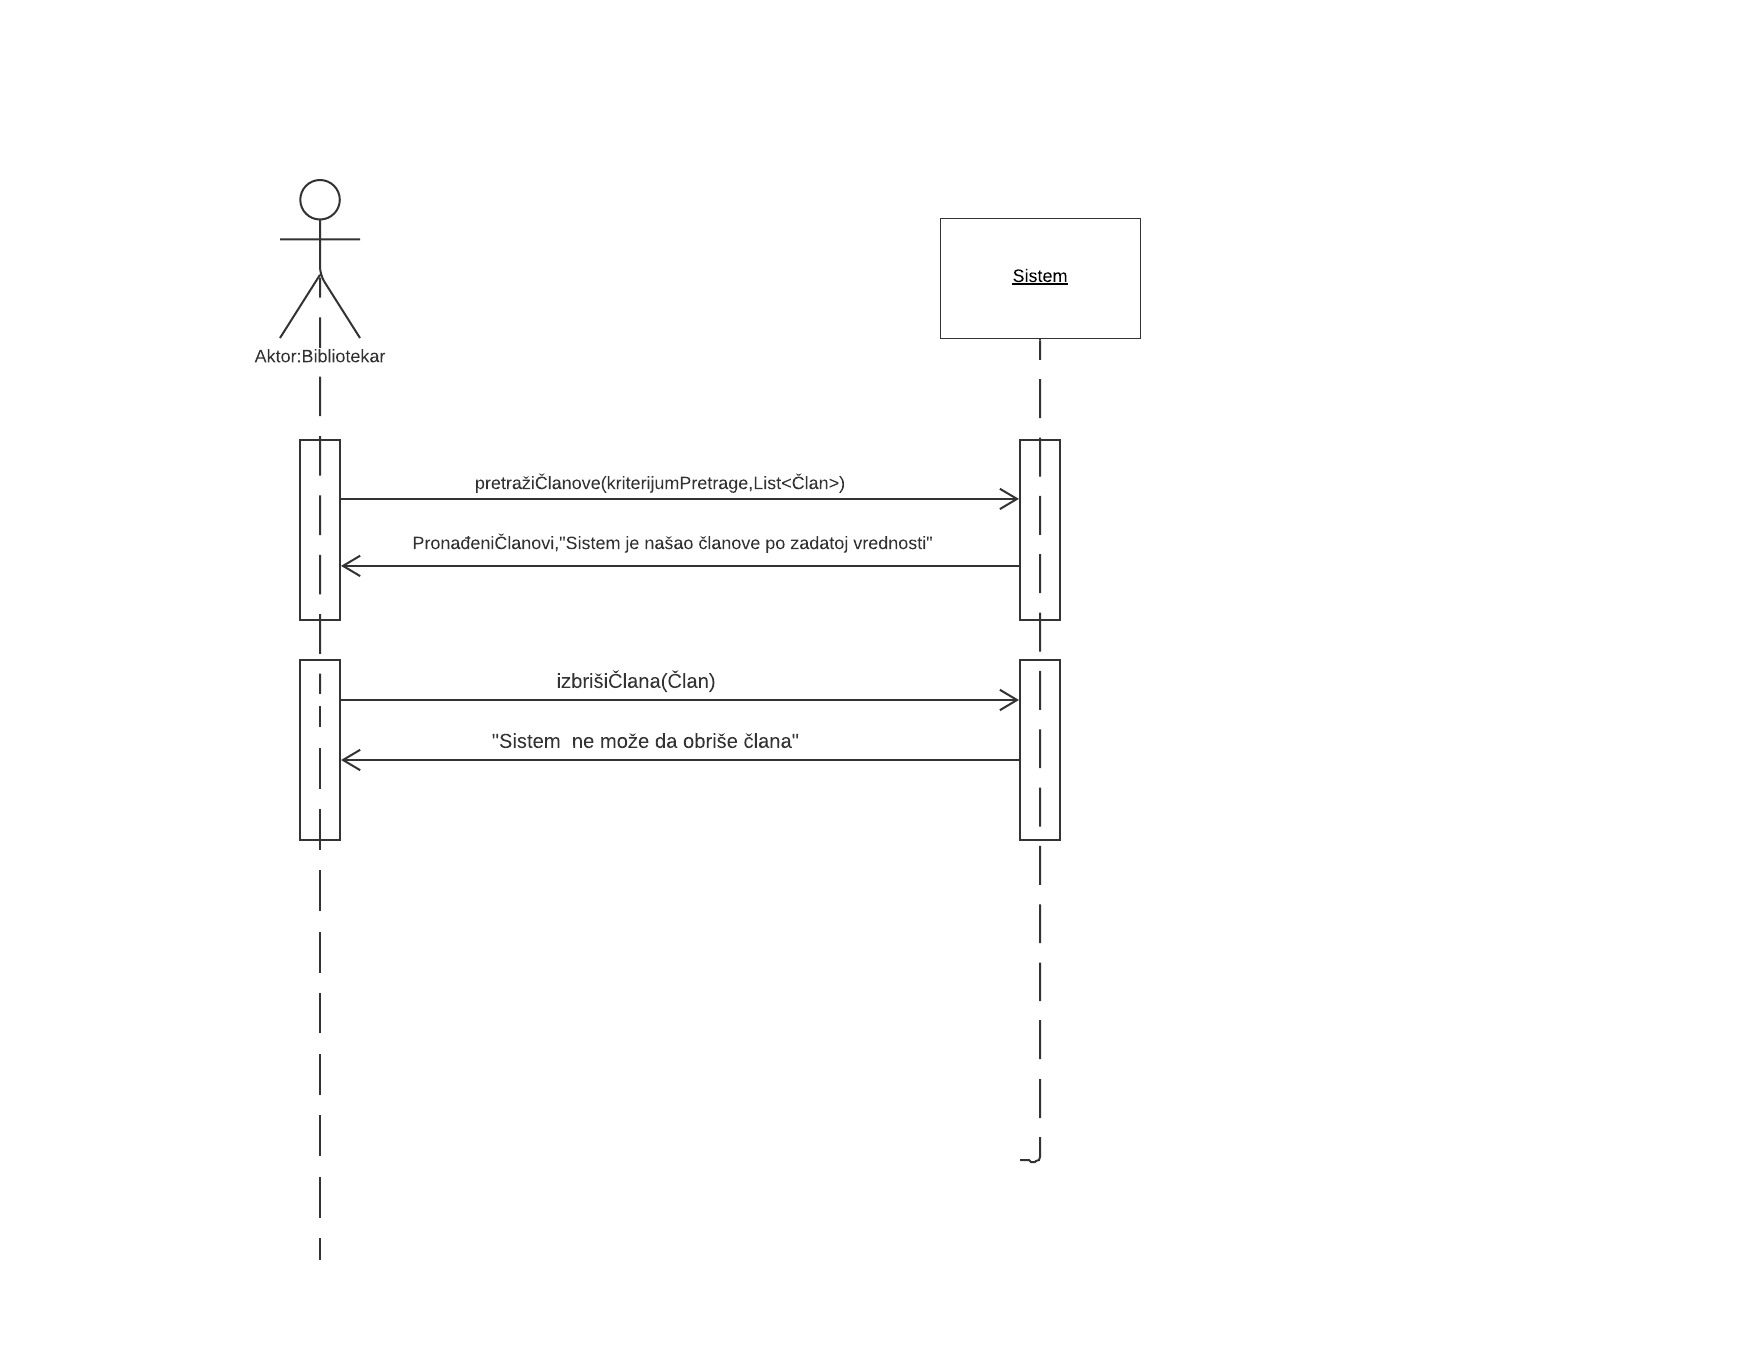 Sistem
Aktor:Bibliotekar
pretražiČlanove(kriterijumPretrage,List<Član>)
PronađeniČlanovi,"Sistem je našao članove po zadatoj vrednosti"
izbrišiČlana(Član)
"Sistem  ne može da obriše člana"